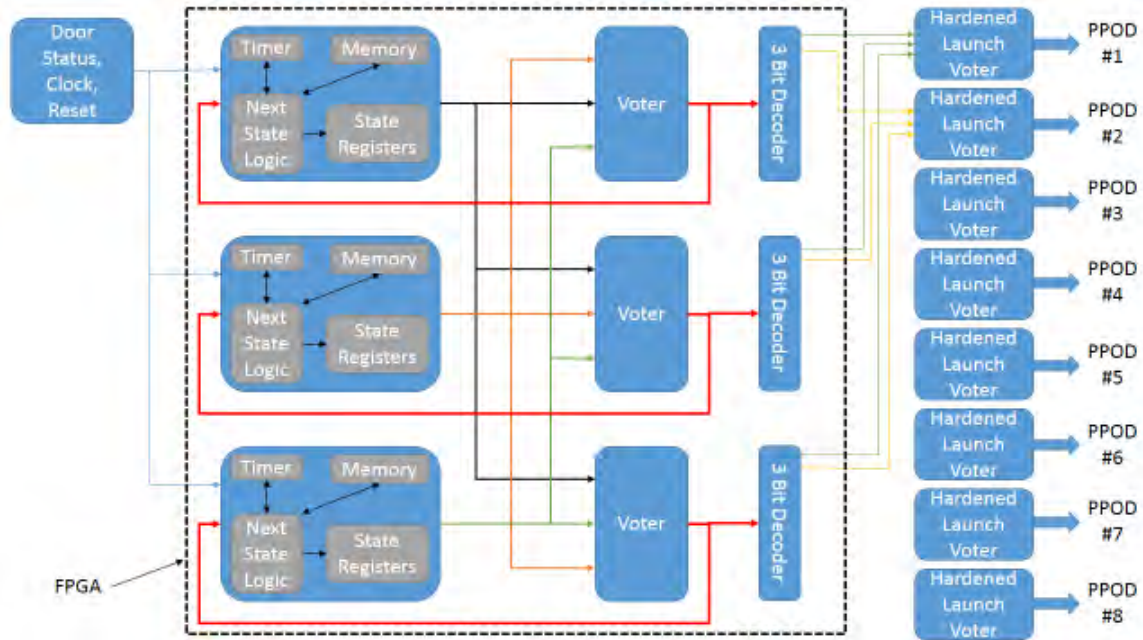 Door
Status,
Clock,
Reset
Timer
Memory
Next
State
Logic
State
Registers
Voter
3 Bit Decoder
Timer
Memory
Next
State
Logic
State
Registers
Voter
3 Bit Decoder
Timer
Memory
Next
State
Logic
State
Registers
Voter
3 Bit Decoder
FPGA
Hardened
Launch
Voter
PPOD
#1
Hardened
Launch
Voter
PPOD
#2
Hardened
Launch
Voter
PPOD
#3
Hardened
Launch
Voter
PPOD
#4
Hardened
Launch
Voter
PPOD
#5
Hardened
Launch
Voter
PPOD
#6
Hardened
Launch
Voter
PPOD
#7
Hardened
Launch
Voter
PPOD
#8